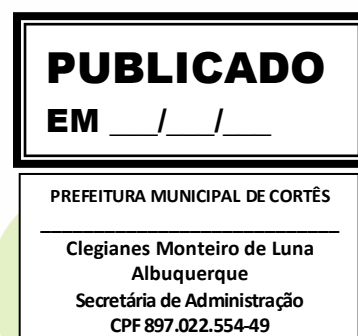 PUBLICADO
EM ___/___/___
PREFEITURA MUNICIPAL DE CORTÊS
______________________________
Clegianes Monteiro de Luna
Albuquerque
Secretária de Administração
CPF 897.022.554-49